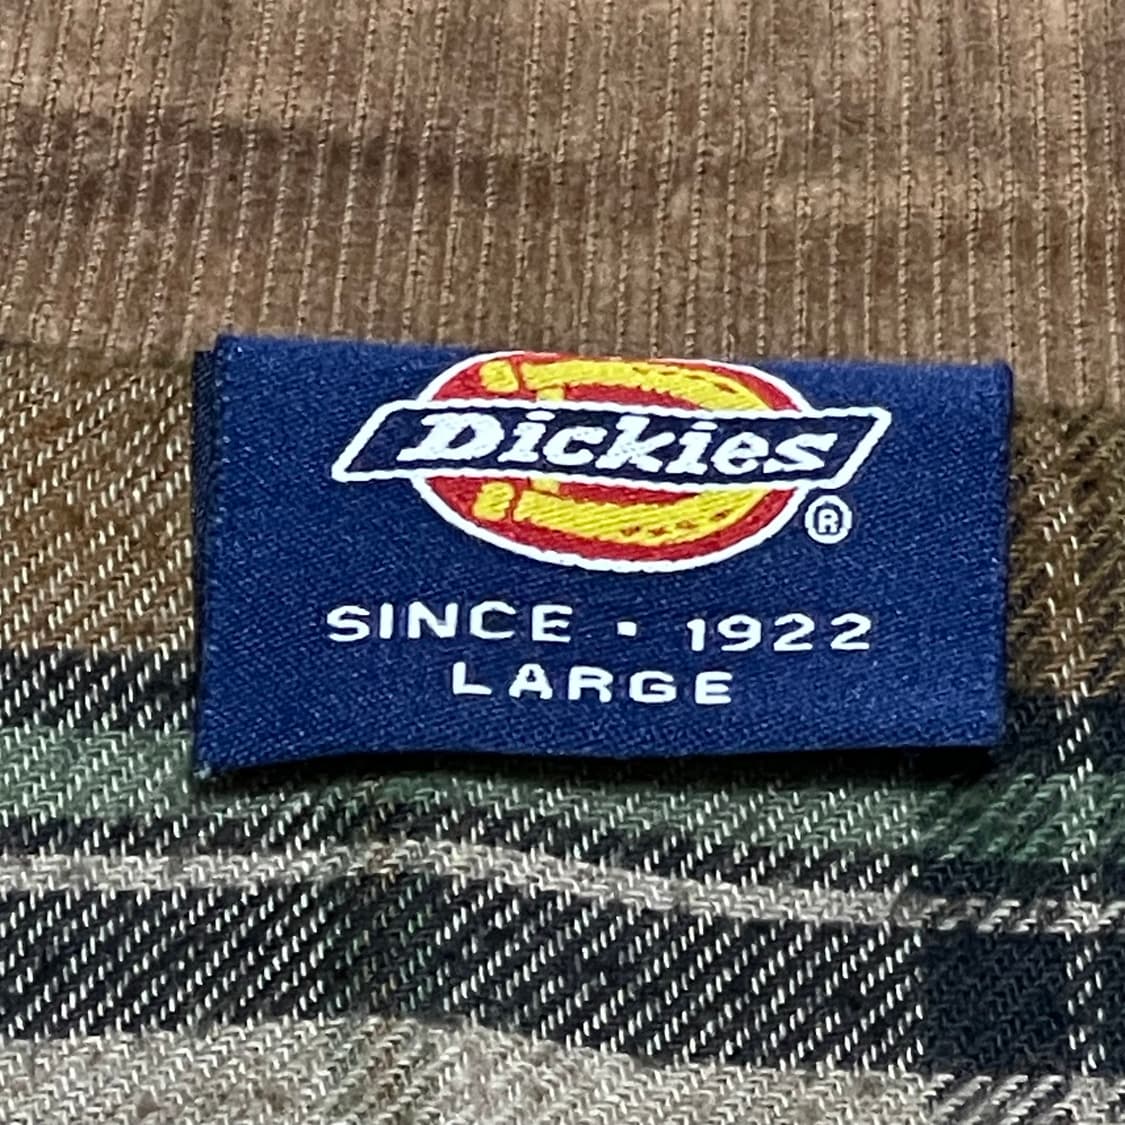 Dickies
®
SINCE · 1922
LARGE